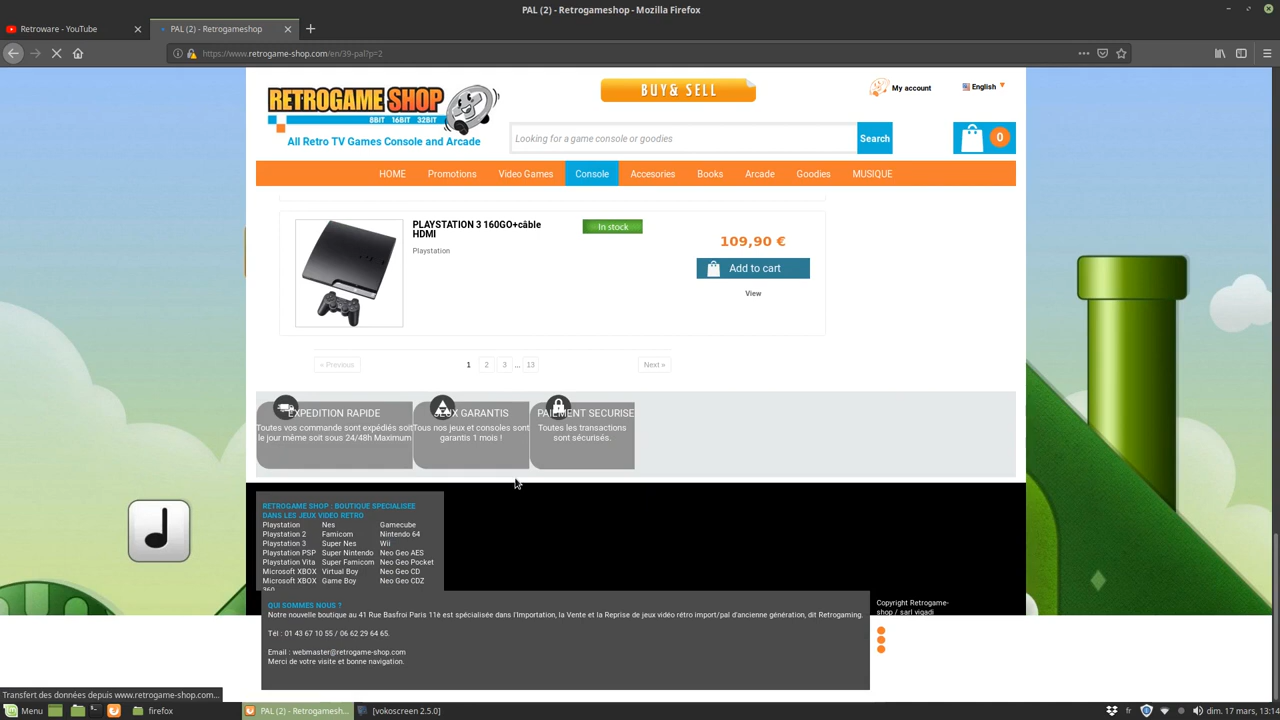 PAL (2) - Retrogameshop - Mozilla Firefox
Retroware - YouTube
PAL (2) - Retrogameshop
https://www.retrogame-shop.com/en/39-pal?p=2
BUY & SELL
My account
English
RETROGAME SHOP
8BIT 16BIT 32BIT
All Retro TV Games Console and Arcade
Looking for a game console or goodies
Search
0
HOME Promotions Video Games Console Accesories Books Arcade Goodies MUSIQUE
PLAYSTATION 3 160GO+câble
HDMI
Playstation
In stock
109,90 €
Add to cart
View
« Previous 1 2 3 ... 13 Next »
EXPEDITION RAPIDE
Toutes vos commande sont expédiés soit
le jour même soit sous 24/48h Maximum
JEUX GARANTIS
Tous nos jeux et consoles sont
garantis 1 mois !
PAIEMENT SECURISE
Toutes les transactions
sont sécurisés.
RETROGAME SHOP : BOUTIQUE SPECIALISEE
DANS LES JEUX VIDEO RETRO
Playstation Nes Gamecube
Playstation 2 Famicom Nintendo 64
Playstation 3 Super Nes Wii
Playstation PSP Super Nintendo Neo Geo AES
Playstation Vita Super Famicom Neo Geo Pocket
Microsoft XBOX Virtual Boy Neo Geo CD
Microsoft XBOX Game Boy Neo Geo CDZ
360
QUI SOMMES NOUS ?
Notre nouvelle boutique au 41 Rue Basfroi Paris 11è est spécialisée dans l'Importation, la Vente et la Reprise de jeux vidéo rétro import/pal d'ancienne génération, dit Retrogaming.
Tél : 01 43 67 10 55 / 06 62 29 64 65.
Email : webmaster@retrogame-shop.com
Merci de votre visite et bonne navigation.
Copyright Retrogame-
shop / sarl vigadi
Transfert des données depuis www.retrogame-shop.com...
Menu
firefox
PAL (2) - Retrogamesh...
[vokoscreen 2.5.0]
fr
dim. 17 mars, 13:14